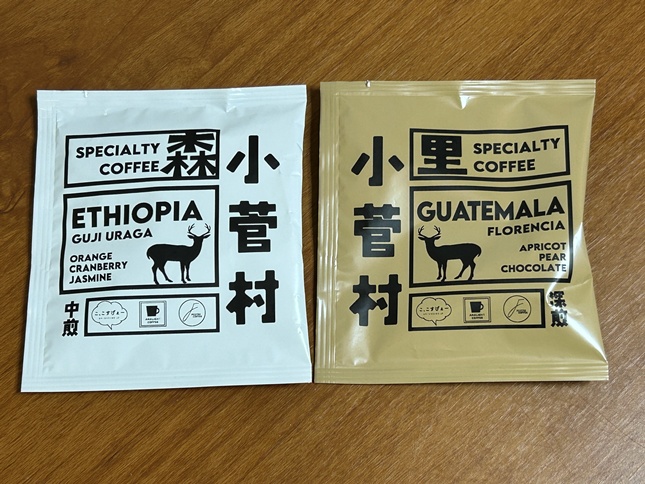 SPECIALTY
COFFEE
森
小菅村
ETHIOPIA
GUJI URAGA
ORANGE
CRANBERRY
JASMINE
中煎
こ、こすげぇー
小菅村
里
SPECIALTY
COFFEE
GUATEMALA
FLORENCIA
APRICOT
PEAR
CHOCOLATE
こ、こすげぇー
深煎